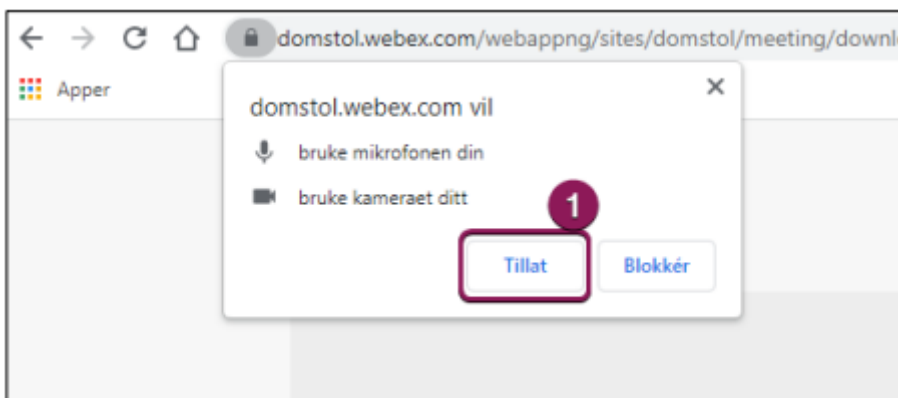 domstol.webex.com/webappng/sites/domstol/meeting/downl
Apper
domstol.webex.com vil
bruke mikrofonen din
bruke kameraet ditt
1
Tillat
Blokkér